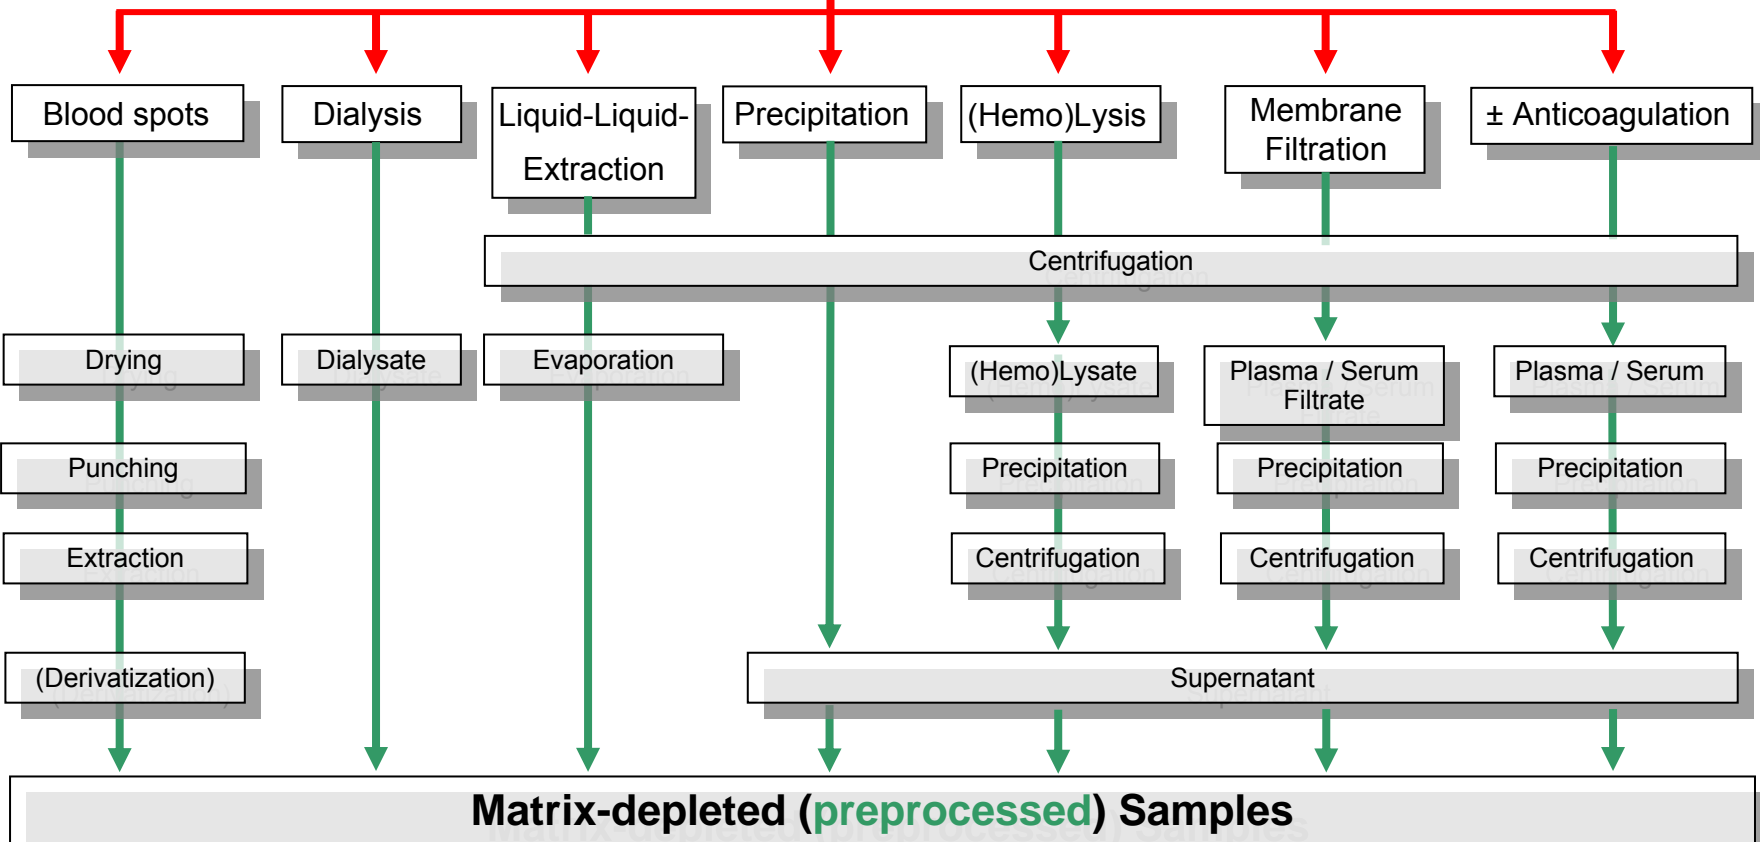 Blood spots
Dialysis
Liquid-Liquid-
Extraction
Precipitation
(Hemo)Lysis
Membrane
Filtration
± Anticoagulation
Centrifugation
Drying
Dialysate
Evaporation
(Hemo)Lysate
Plasma / Serum
Filtrate
Plasma / Serum
Punching
Precipitation
Precipitation
Precipitation
Extraction
Centrifugation
Centrifugation
Centrifugation
(Derivatization)
Supernatant
Matrix-depleted (preprocessed) Samples